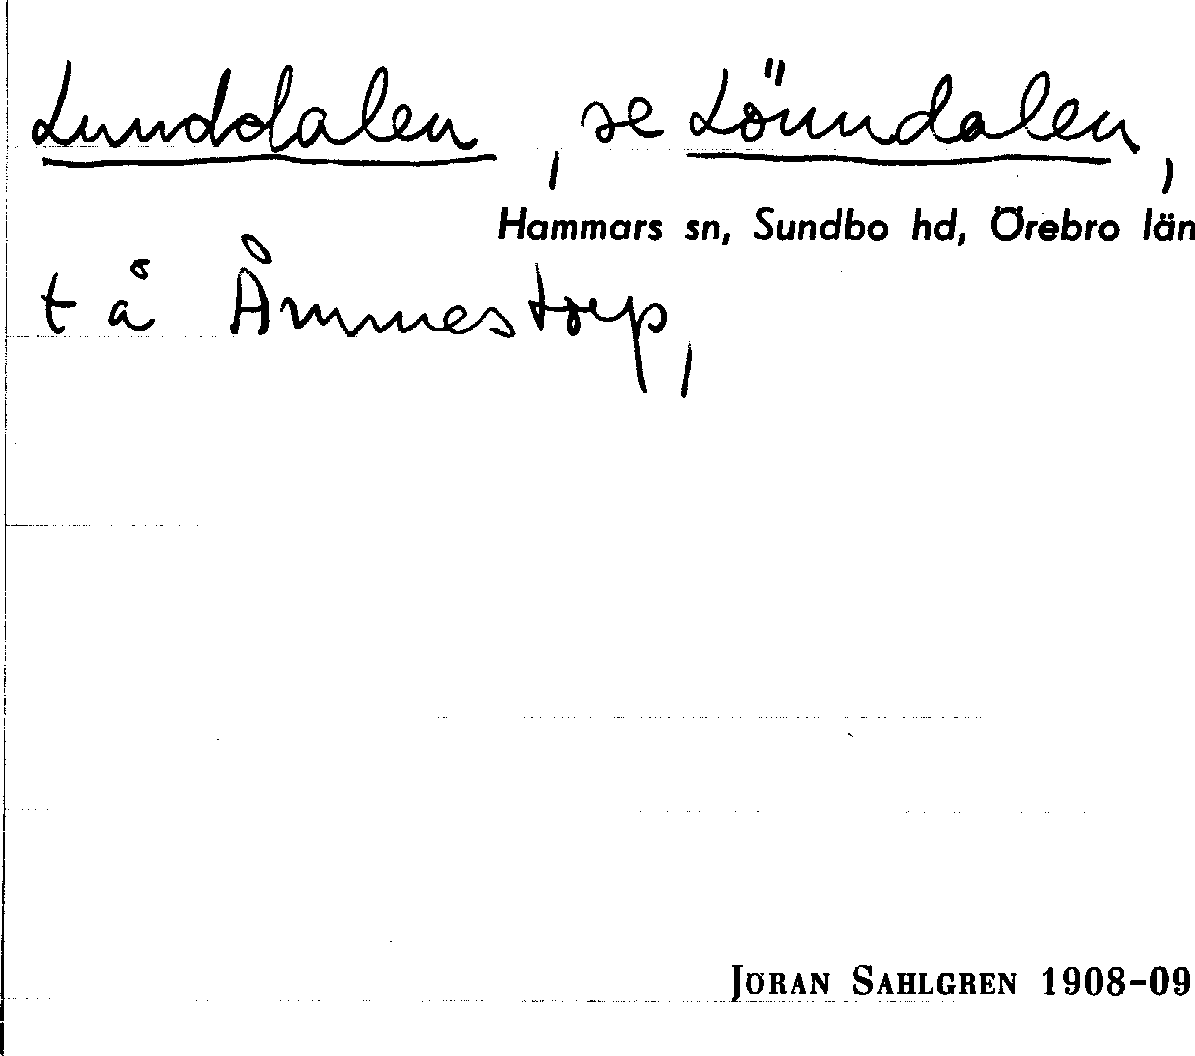 Lunddalen, se Lönndalen,
Hammars sn, Sundbo hd, Örebro län
t å Åmmestorp,
JÖRAN SAHLGREN 1908-09